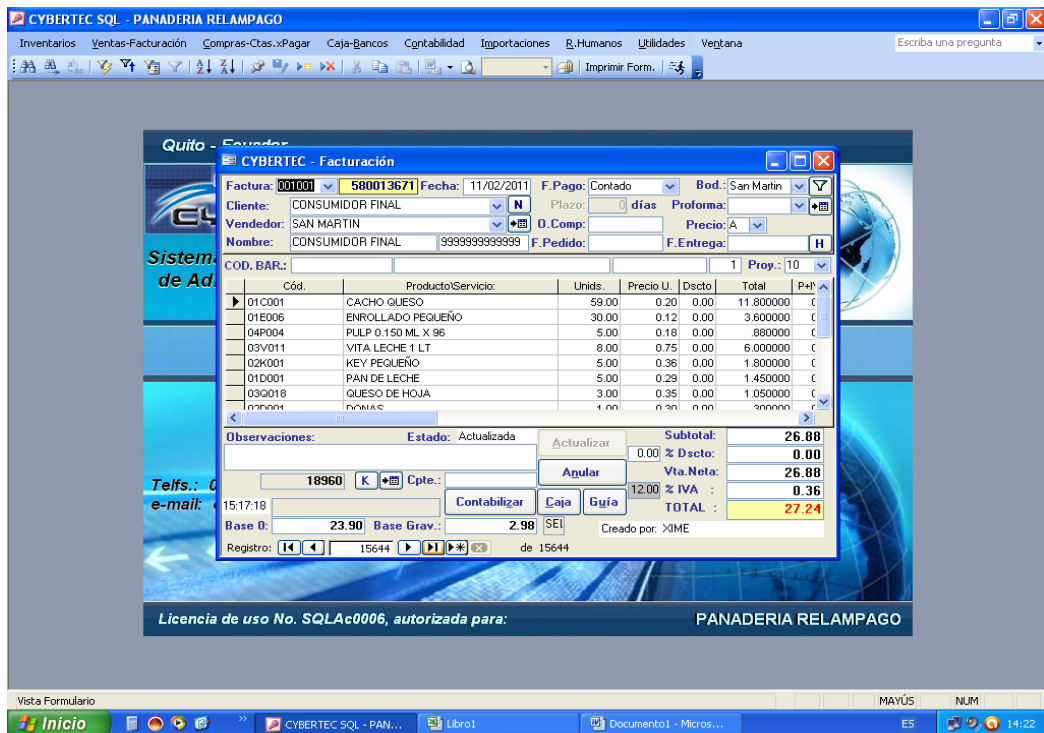 CYBERTEC SQL - PANADERIA RELAMPAGO
Inventarios Ventas-Facturación Compras-Ctas.xPagar Caja-Bancos Contabilidad Importaciones R.Humanos Utilidades Ventana Escriba una pregunta
Imprimir Form.
Quito - Ecuador
CYBERTEC - Facturación
Factura: 001001 580013671 Fecha: 11/02/2011 F.Pago: Contado Bod.: San Martin
Cliente: CONSUMIDOR FINAL N Plazo: 0 días Proforma:
Vendedor: SAN MARTIN O.Comp: Precio: A
Nombre: CONSUMIDOR FINAL 9999999999999 F.Pedido: F.Entrega: H
Sistem
de Ad
COD. BAR.: 1 Proy.: 10
Cód. Producto\Servicio: Unids. Precio U. Dscto Total P+I
01C001 CACHO QUESO 59.00 0.20 0.00 11.800000
01E006 ENROLLADO PEQUEÑO 30.00 0.12 0.00 3.600000
04P004 PULP 0.150 ML X 96 5.00 0.18 0.00 .880000
03V011 VITA LECHE 1 LT 8.00 0.75 0.00 6.000000
02K001 KEY PEQUEÑO 5.00 0.36 0.00 1.800000
01D001 PAN DE LECHE 5.00 0.29 0.00 1.450000
03Q018 QUESO DE HOJA 3.00 0.35 0.00 1.050000
02D001 DONAS 1.00 0.30 0.00 .300000
Observaciones: Estado: Actualizada Actualizar Subtotal: 26.88
0.00 % Dscto: 0.00
Anular Vta.Neta: 26.88
18960 K Cpte.: 12.00 % IVA : 0.36
15:17:18 Contabilizar Caja Guía TOTAL : 27.24
Base 0: 23.90 Base Grav.: 2.98 SEL Creado por: XIME
Registro: 15644 de 15644
Telfs.: 0
e-mail:
Licencia de uso No. SQLAc0006, autorizada para: PANADERIA RELAMPAGO
Vista Formulario MAYÚS NUM
Inicio CYBERTEC SQL - PAN... Libro1 Documento1 - Micros... ES 14:22